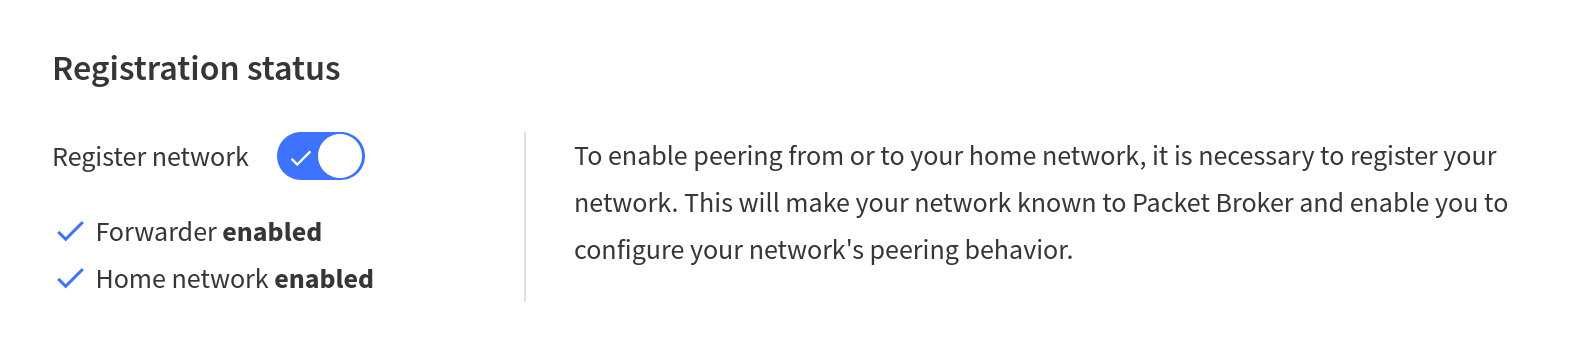 Registration status
Register network
Forwarder enabled
Home network enabled
To enable peering from or to your home network, it is necessary to register your
network. This will make your network known to Packet Broker and enable you to
configure your network's peering behavior.